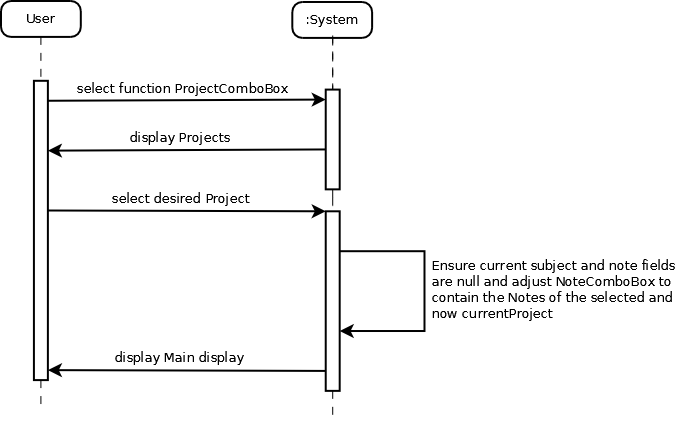 User
:System
select function ProjectComboBox
display Projects
select desired Project
Ensure current subject and note fields
are null and adjust NoteComboBox to
contain the Notes of the selected and
now currentProject
display Main display